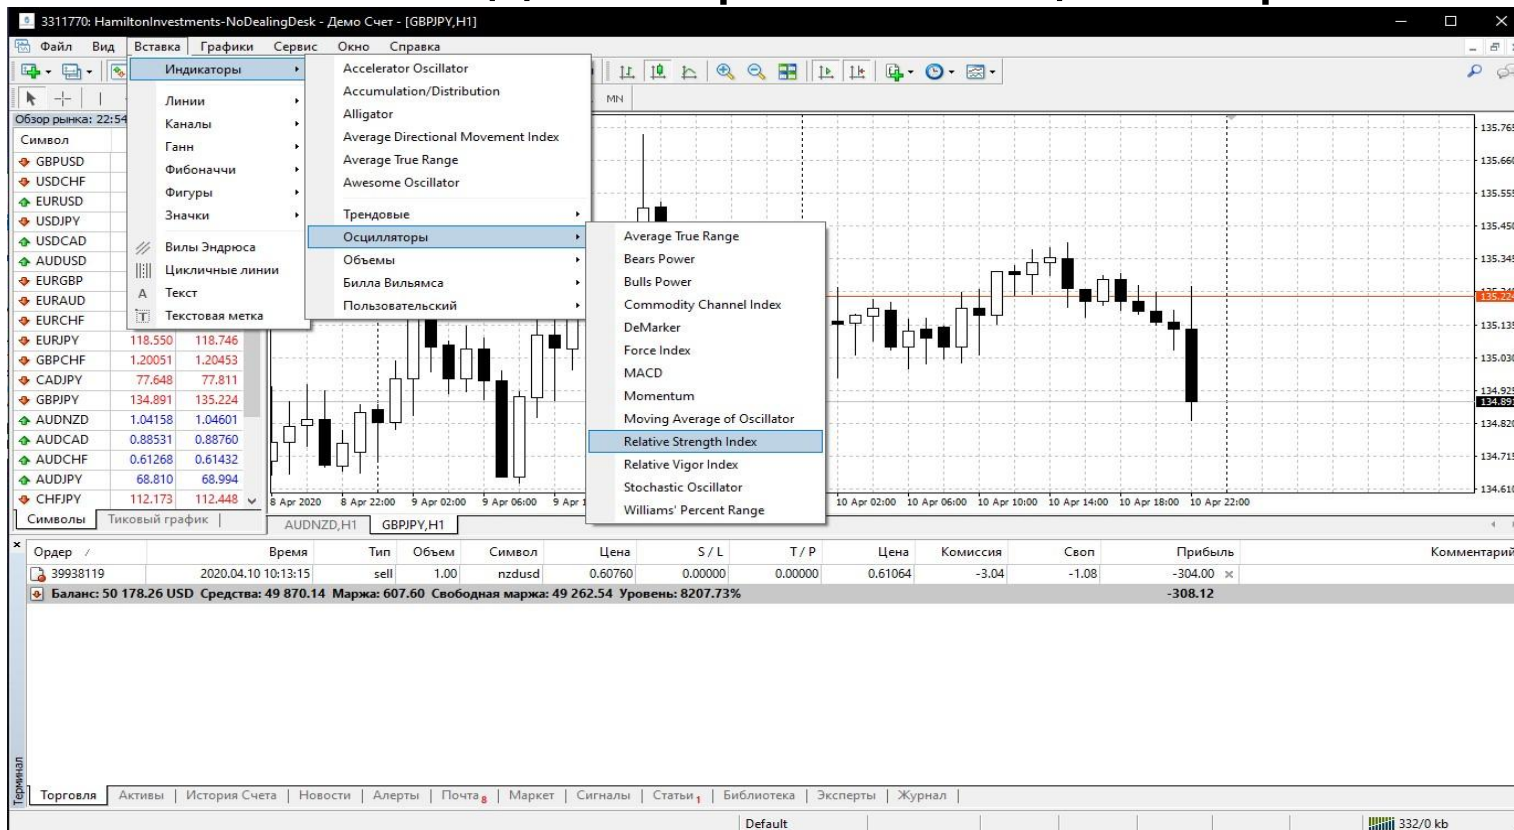 3311770: HamiltonInvestments-NoDealingDesk - Демо Счет - [GBPJPY,H1]
Файл Вид Вставка Графики Сервис Окно Справка
MN
Обзор рынка: 22:54
Символ
GBPUSD
USDCHF
EURUSD
USDJPY
USDCAD
AUDUSD
EURGBP
EURAUD
EURCHF
EURJPY 118.550 118.746
GBPCHF 1.20051 1.20453
CADJPY 77.648 77.811
GBPJPY 134.891 135.224
AUDNZD 1.04158 1.04601
AUDCAD 0.88531 0.88760
AUDCHF 0.61268 0.61432
AUDJPY 68.810 68.994
CHFJPY 112.173 112.448
Символы Тиковый график
Индикаторы
Линии
Каналы
Ганн
Фибоначчи
Фигуры
Значки
Вилы Эндрюса
Цикличные линии
A Текст
T Текстовая метка
Accelerator Oscillator
Accumulation/Distribution
Alligator
Average Directional Movement Index
Average True Range
Awesome Oscillator
Трендовые
Осцилляторы
Объемы
Билла Вильямса
Пользовательский
Average True Range
Bears Power
Bulls Power
Commodity Channel Index
DeMarker
Force Index
MACD
Momentum
Moving Average of Oscillator
Relative Strength Index
Relative Vigor Index
Stochastic Oscillator
Williams' Percent Range
135.765
135.660
135.555
135.450
135.345
135.224
135.135
135.030
134.925
134.891
134.820
134.715
134.610
8 Apr 2020 8 Apr 22:00 9 Apr 02:00 9 Apr 06:00 9 Apr 10 Apr 02:00 10 Apr 06:00 10 Apr 10:00 10 Apr 14:00 10 Apr 18:00 10 Apr 22:00
AUDNZD,H1 GBPJPY,H1
Ордер / Время Тип Объем Символ Цена S / L T / P Цена Комиссия Своп Прибыль Комментарий
39938119 2020.04.10 10:13:15 sell 1.00 nzdusd 0.60760 0.00000 0.00000 0.61064 -3.04 -1.08 -304.00
Баланс: 50 178.26 USD Средства: 49 870.14 Маржа: 607.60 Свободная маржа: 49 262.54 Уровень: 8207.73% -308.12
Терминал
Торговля Активы История Счета Новости Алерты Почта 8 Маркет Сигналы Статьи 1 Библиотека Эксперты Журнал
Default 332/0 kb